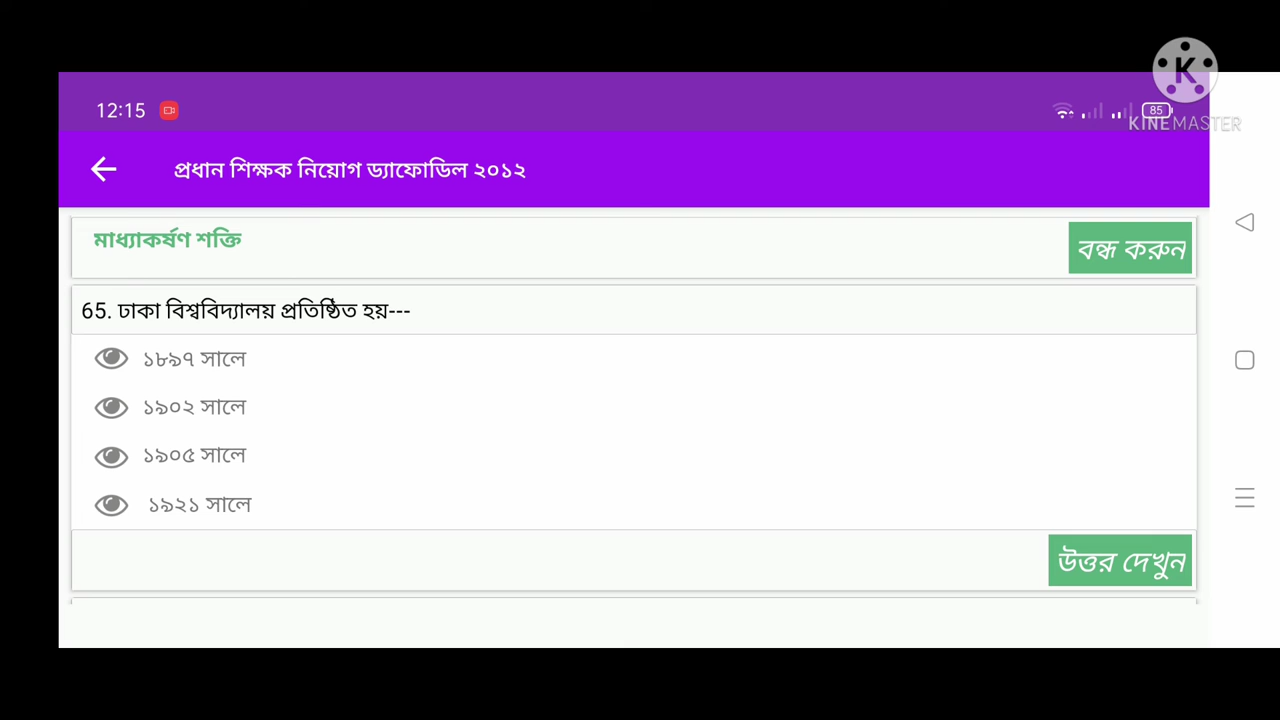 12:15
85
KINEMASTER
প্রধান শিক্ষক নিয়োগ ড্যাফোডিল ২০১২
মাধ্যাকর্ষণ শক্তি
বন্ধ করুন
65. ঢাকা বিশ্ববিদ্যালয় প্রতিষ্ঠিত হয়---
১৮৯৭ সালে
১৯০২ সালে
১৯০৫ সালে
১৯২১ সালে
উত্তর দেখুন